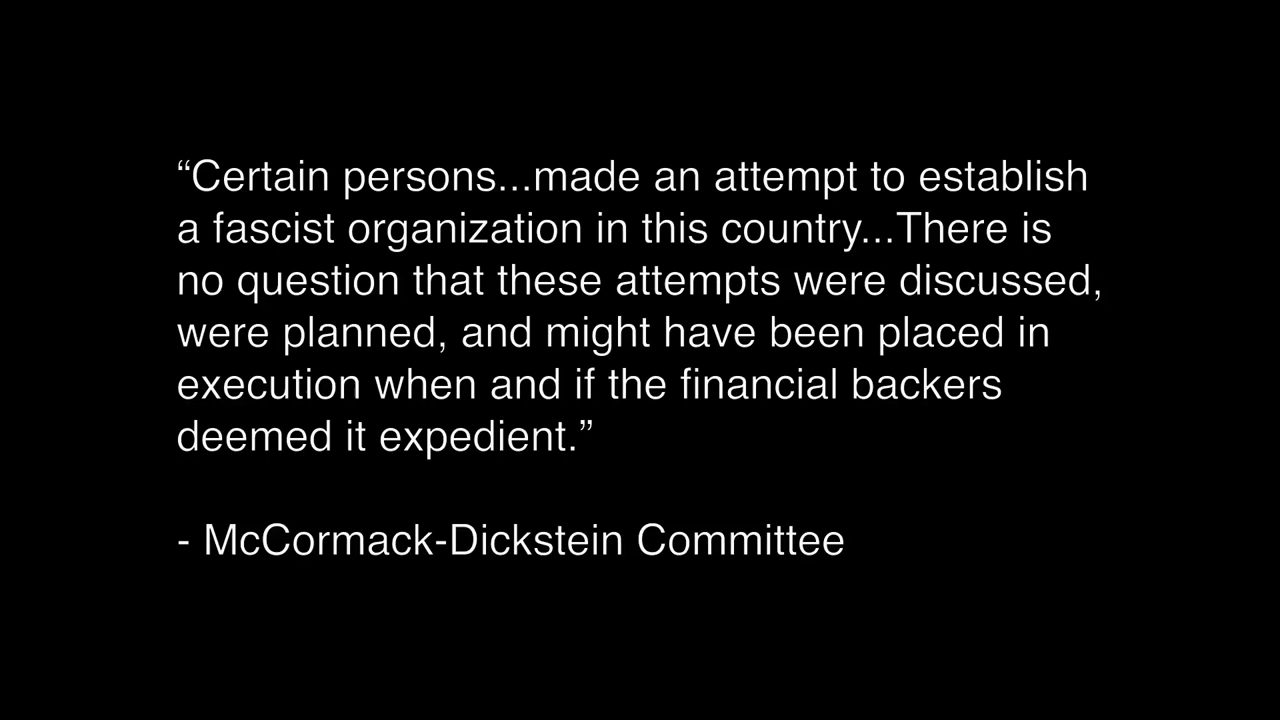 “Certain persons...made an attempt to establish
a fascist organization in this country...There is
no question that these attempts were discussed,
were planned, and might have been placed in
execution when and if the financial backers
deemed it expedient.”
- McCormack-Dickstein Committee